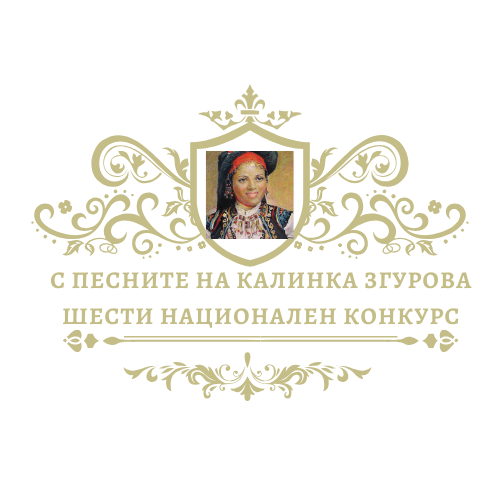 С ПЕСНИТЕ НА КАЛИНКА ЗГУРОВА
ШЕСТИ НАЦИОНАЛЕН КОНКУРС